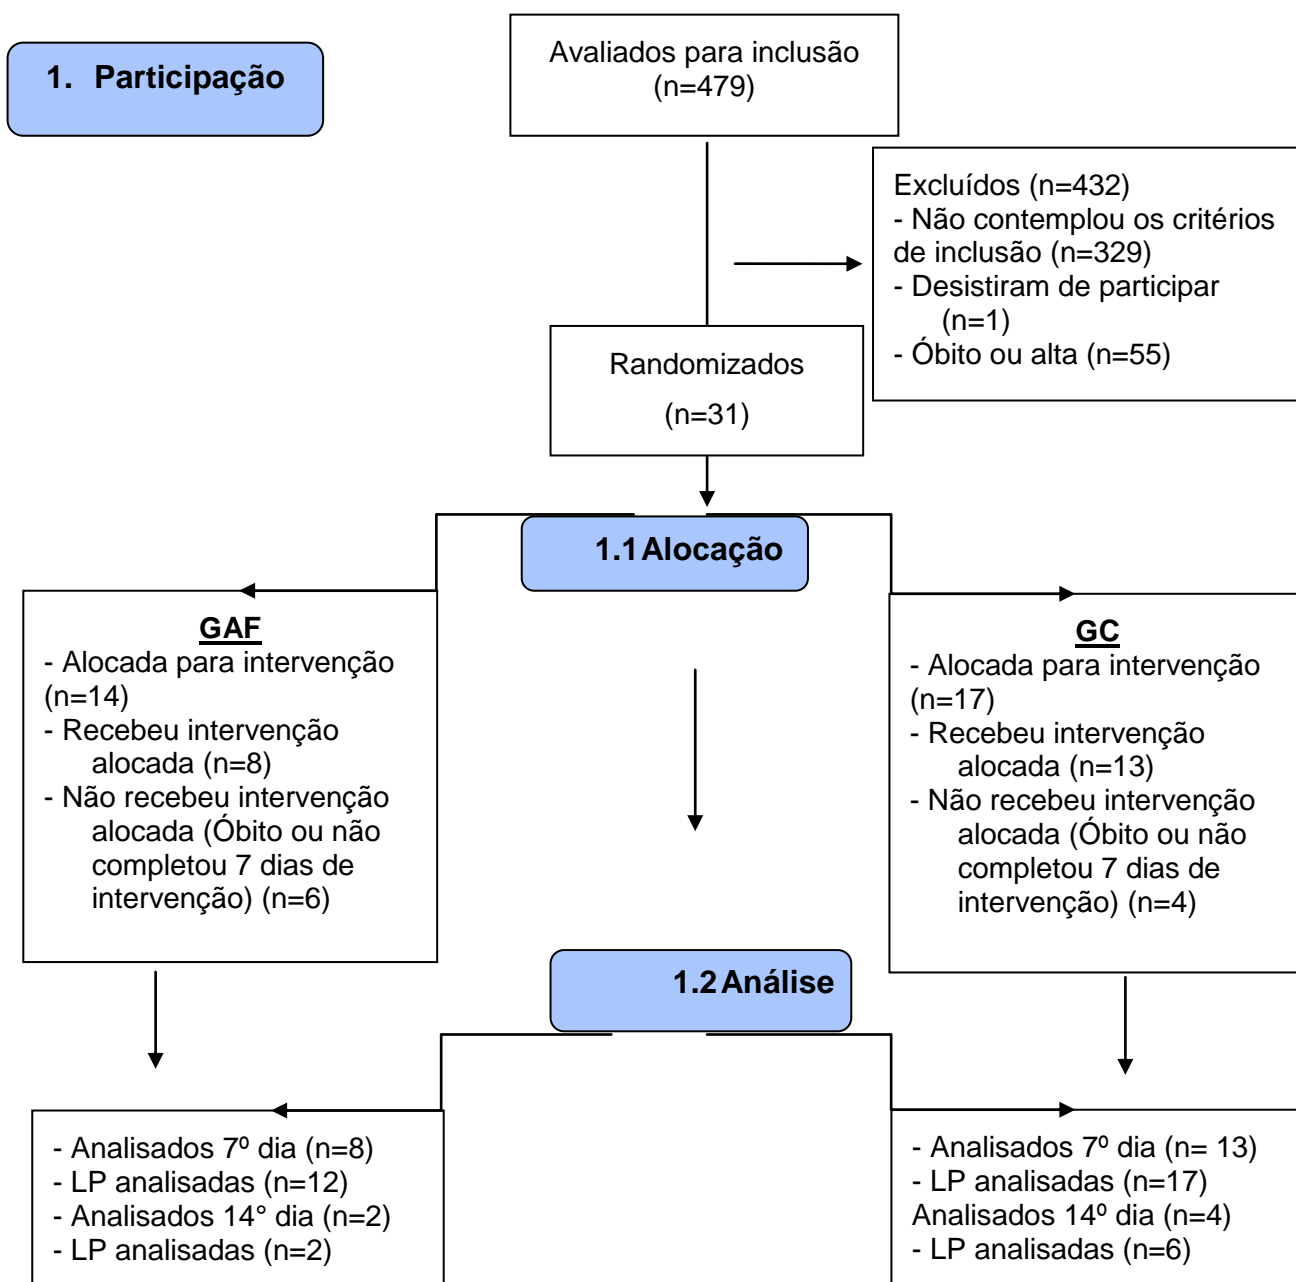 1. Participação
Avaliados para inclusão
(n=479)
Excluídos (n=432)
- Não contemplou os critérios
de inclusão (n=329)
- Desistiram de participar
(n=1)
- Óbito ou alta (n=55)
Randomizados
(n=31)
1.1 Alocação
GAF
- Alocada para intervenção
(n=14)
- Recebeu intervenção
alocada (n=8)
- Não recebeu intervenção
alocada (Óbito ou não
completou 7 dias de
intervenção) (n=6)
GC
- Alocada para intervenção
(n=17)
- Recebeu intervenção
alocada (n=13)
- Não recebeu intervenção
alocada (Óbito ou não
completou 7 dias de
intervenção) (n=4)
1.2 Análise
- Analisados 7º dia (n=8)
- LP analisadas (n=12)
- Analisados 14° dia (n=2)
- LP analisadas (n=2)
- Analisados 7º dia (n= 13)
- LP analisadas (n=17)
Analisados 14º dia (n=4)
- LP analisadas (n=6)